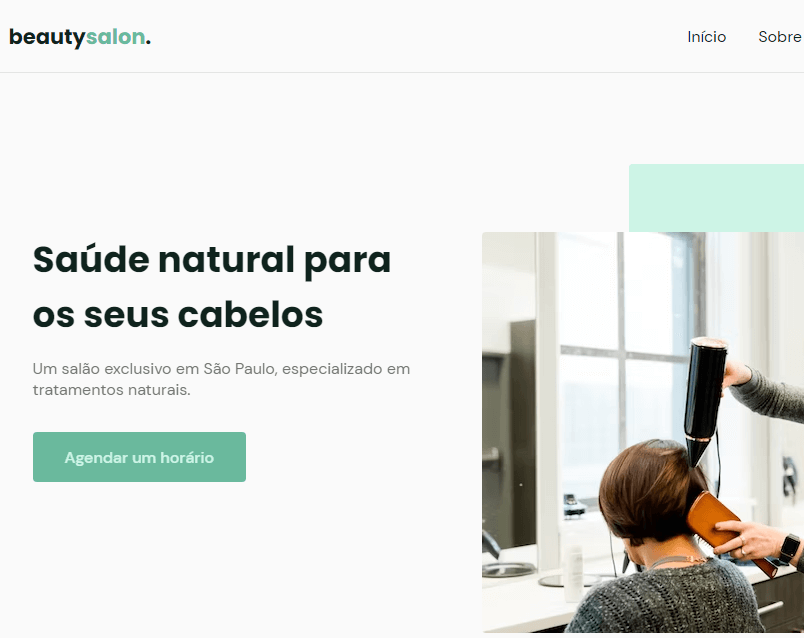 beautysalon.
Início Sobre
Saúde natural para
os seus cabelos
Um salão exclusivo em São Paulo, especializado em
tratamentos naturais.
Agendar um horário